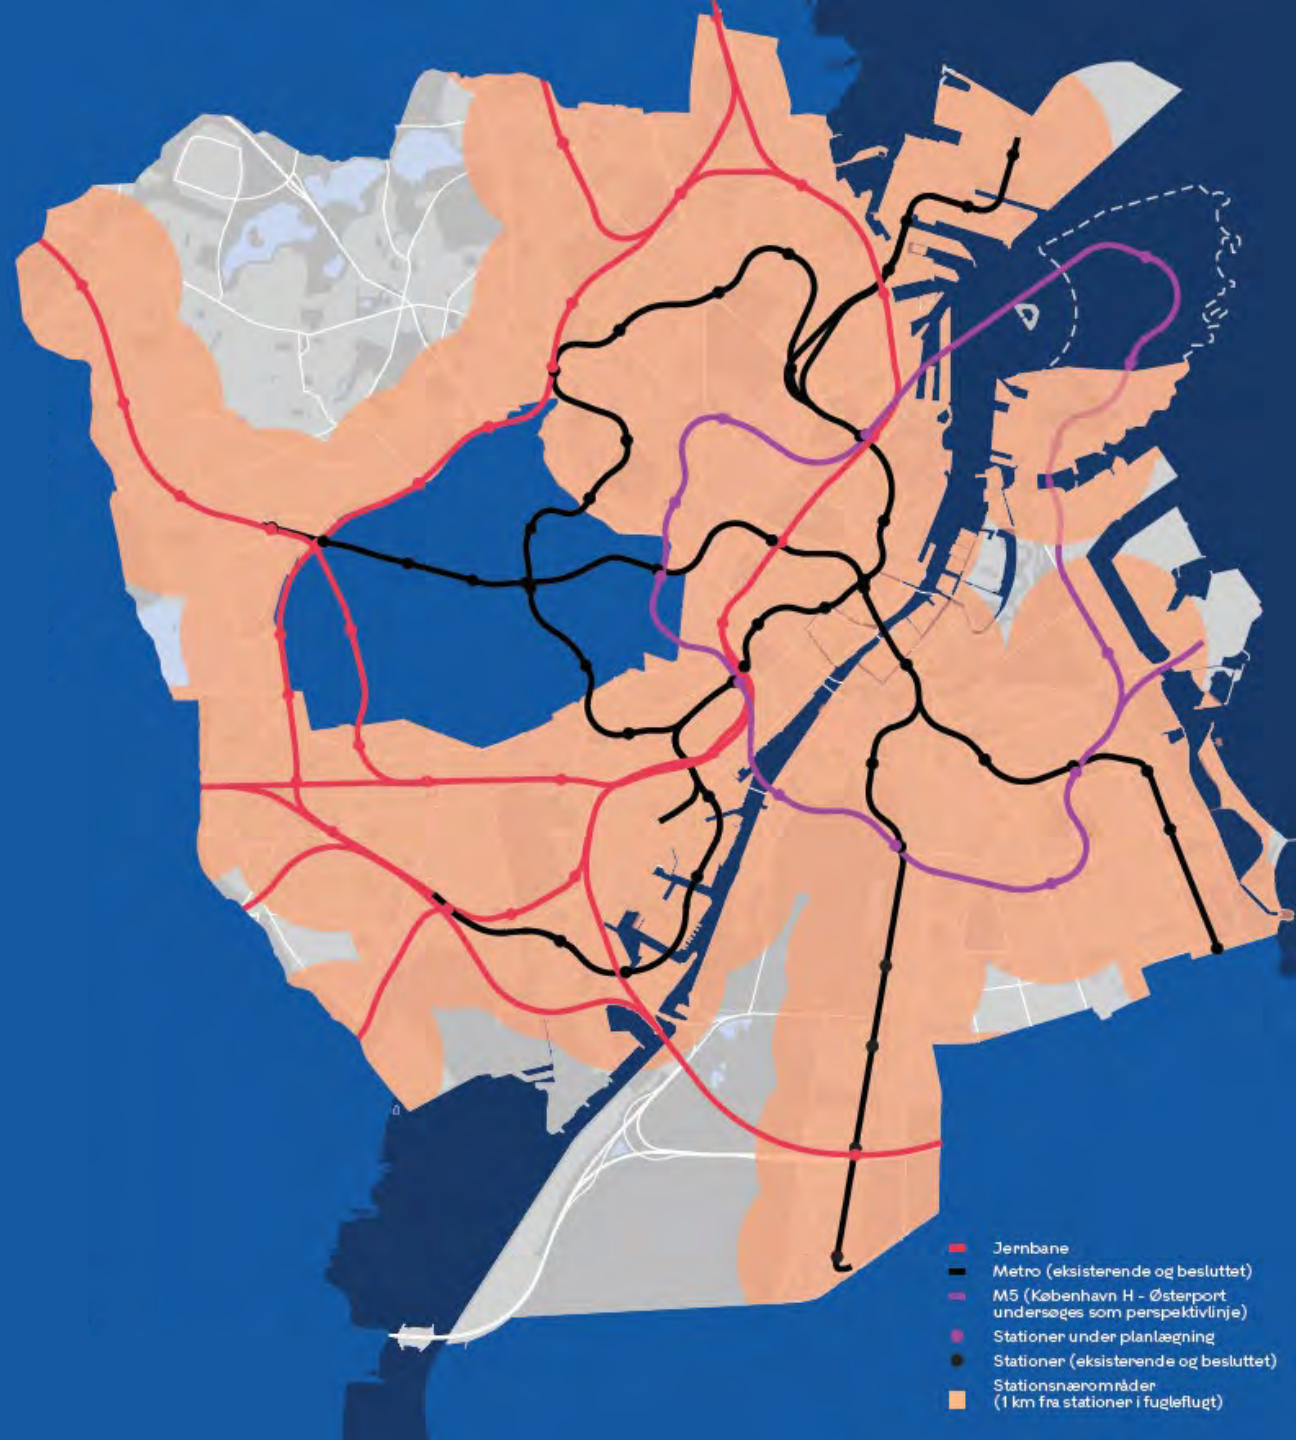 Jernbane
Metro (eksisterende og besluttet)
M5 (København H - Østerport
undersøges som perspektivlinje)
Stationer under planlægning
Stationer (eksisterende og besluttet)
Stationsnærområder
(1 km fra stationer i fugleflugt)